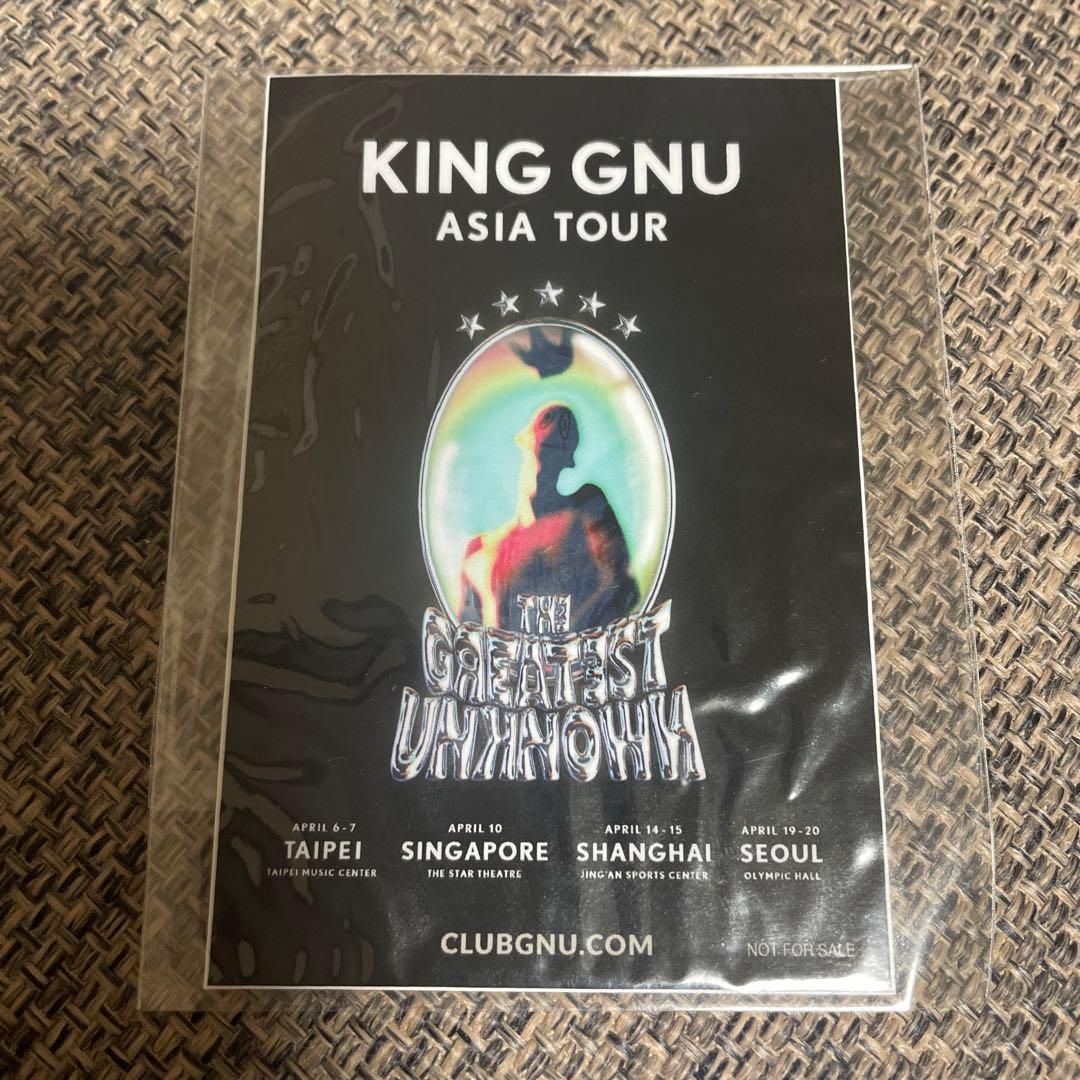 KING GNU
ASIA TOUR
THE
GREATEST
UNKNOWN
APRIL 6-7
TAIPEI
TAIPEI MUSIC CENTER
APRIL 10
SINGAPORE
THE STAR THEATRE
APRIL 14-15
SHANGHAI
JING'AN SPORTS CENTER
APRIL 19-20
SEOUL
OLYMPIC HALL
CLUBGNU.COM
NOT FOR SALE